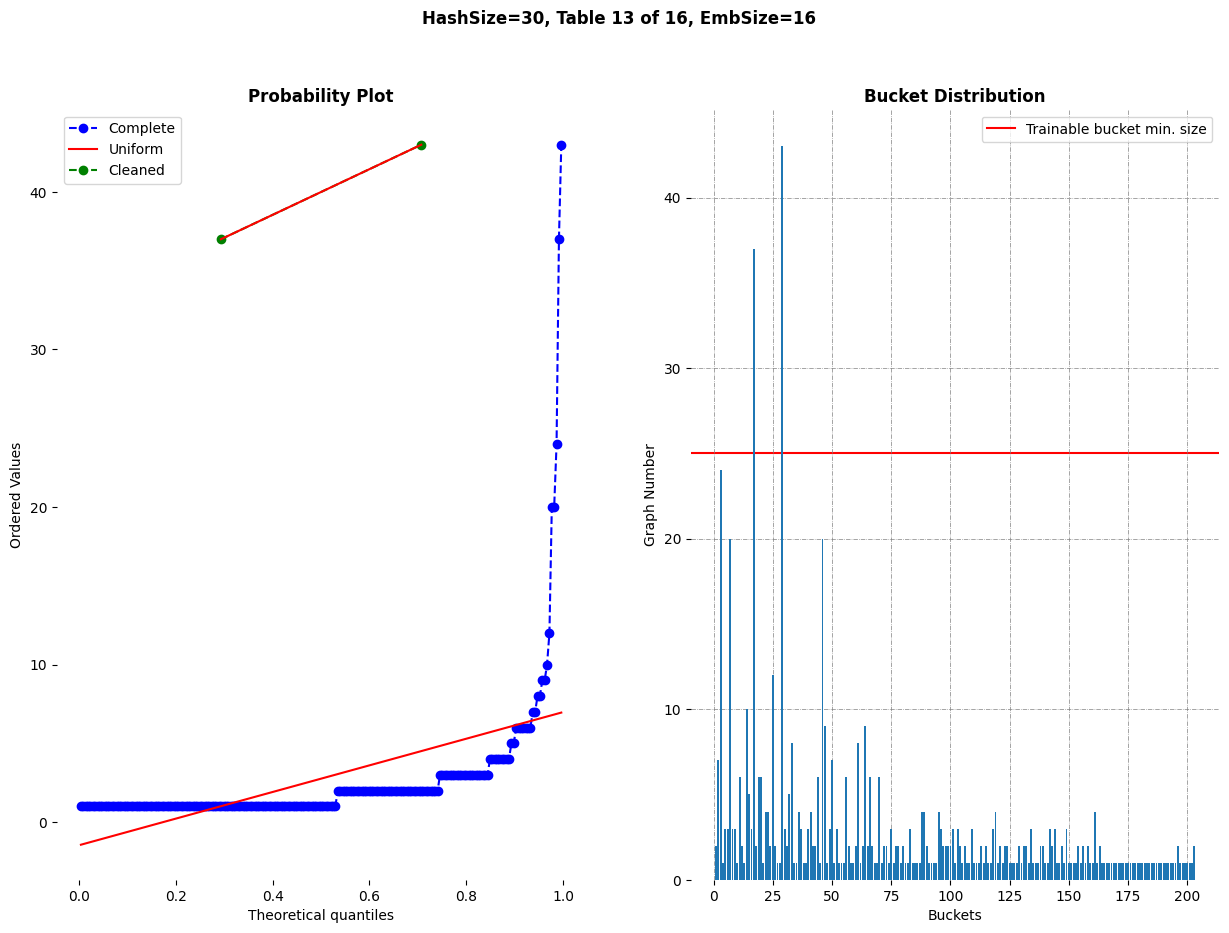 HashSize=30, Table 13 of 16, EmbSize=16
Probability Plot
Complete
Uniform
Cleaned
Ordered Values
40
30
20
10
0
0.0 0.2 0.4 0.6 0.8 1.0
Theoretical quantiles
Bucket Distribution
Trainable bucket min. size
Graph Number
40
30
20
10
0
0 25 50 75 100 125 150 175 200
Buckets